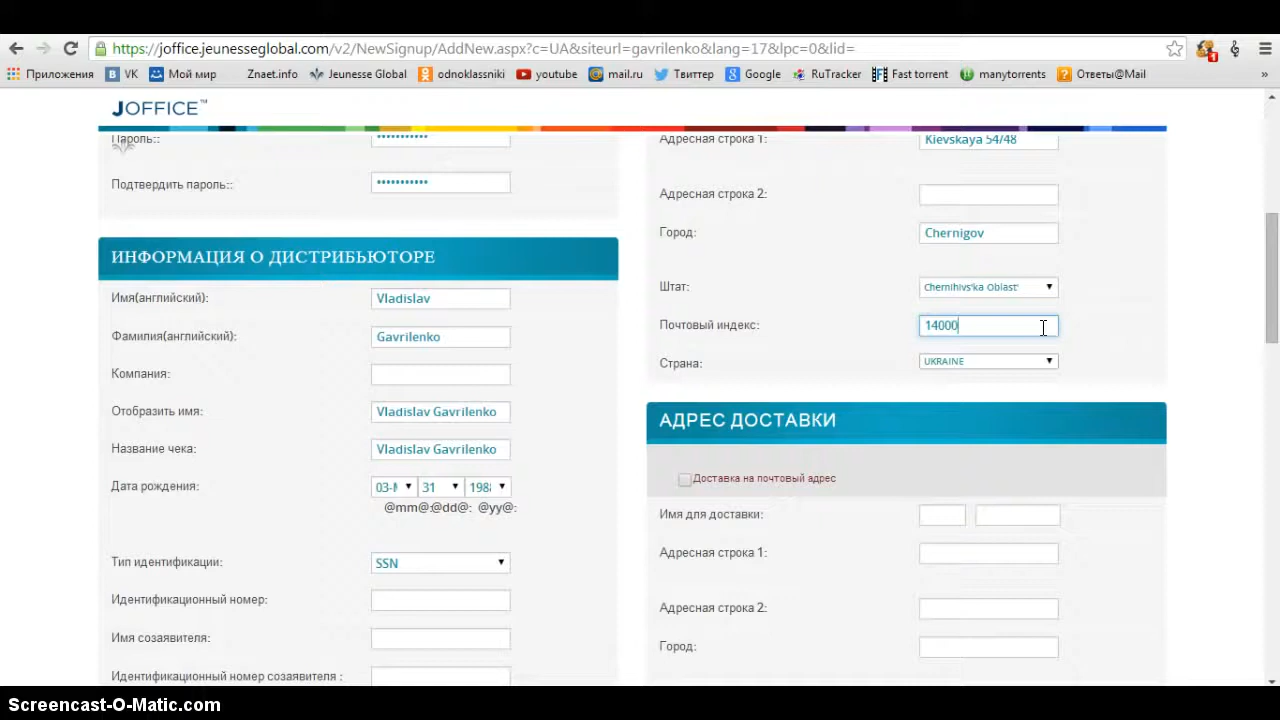 https://joffice.jeunesseglobal.com/v2/NewSignup/AddNew.aspx?c=UA&siteurl=gavrilenko&lang=17&lpc=0&lid=
Приложения VK Мой мир Znaet.info Jeunesse Global odnoklassniki youtube mail.ru Твиттер Google RuTracker Fast torrent manytorrents Ответы@Mail »
JOFFICE™
Пароль:: •••••••••••
Подтвердить пароль:: •••••••••••
ИНФОРМАЦИЯ О ДИСТРИБЬЮТОРЕ
Имя(английский): Vladislav
Фамилия(английский): Gavrilenko
Компания:
Отобразить имя: Vladislav Gavrilenko
Название чека: Vladislav Gavrilenko
Дата рождения: 31
@mm@: @dd@: @yy@:
Тип идентификации: SSN
Идентификационный номер:
Имя созаявителя:
Идентификационный номер созаявителя :
Адресная строка 1: Kievskaya 54/48
Адресная строка 2:
Город: Chernigov
Штат: Chernihivs'ka Oblast'
Почтовый индекс: 14000
Страна: UKRAINE
АДРЕС ДОСТАВКИ
Доставка на почтовый адрес
Имя для доставки:
Адресная строка 1:
Адресная строка 2:
Город:
Screencast-O-Matic.com